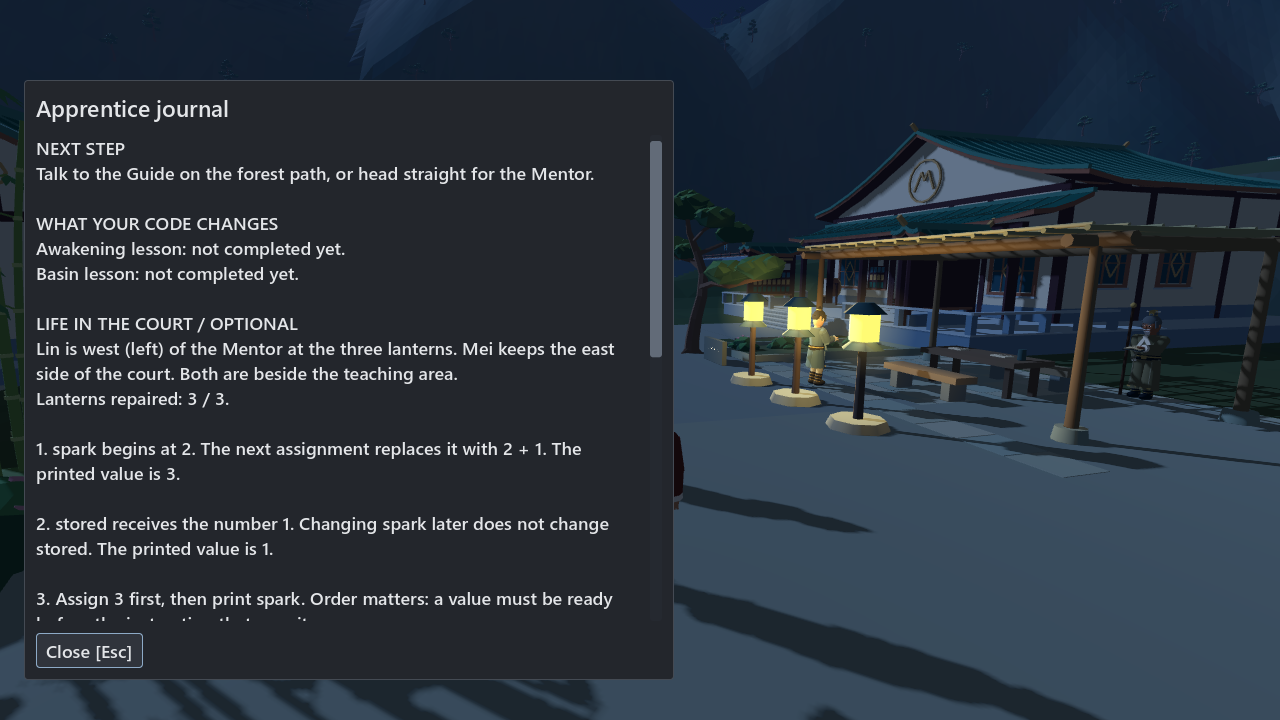 Apprentice journal
NEXT STEP
Talk to the Guide on the forest path, or head straight for the Mentor.
WHAT YOUR CODE CHANGES
Awakening lesson: not completed yet.
Basin lesson: not completed yet.
LIFE IN THE COURT / OPTIONAL
Lin is west (left) of the Mentor at the three lanterns. Mei keeps the east
side of the court. Both are beside the teaching area.
Lanterns repaired: 3 / 3.
1. spark begins at 2. The next assignment replaces it with 2 + 1. The
printed value is 3.
2. stored receives the number 1. Changing spark later does not change
stored. The printed value is 1.
3. Assign 3 first, then print spark. Order matters: a value must be ready
Close [Esc]